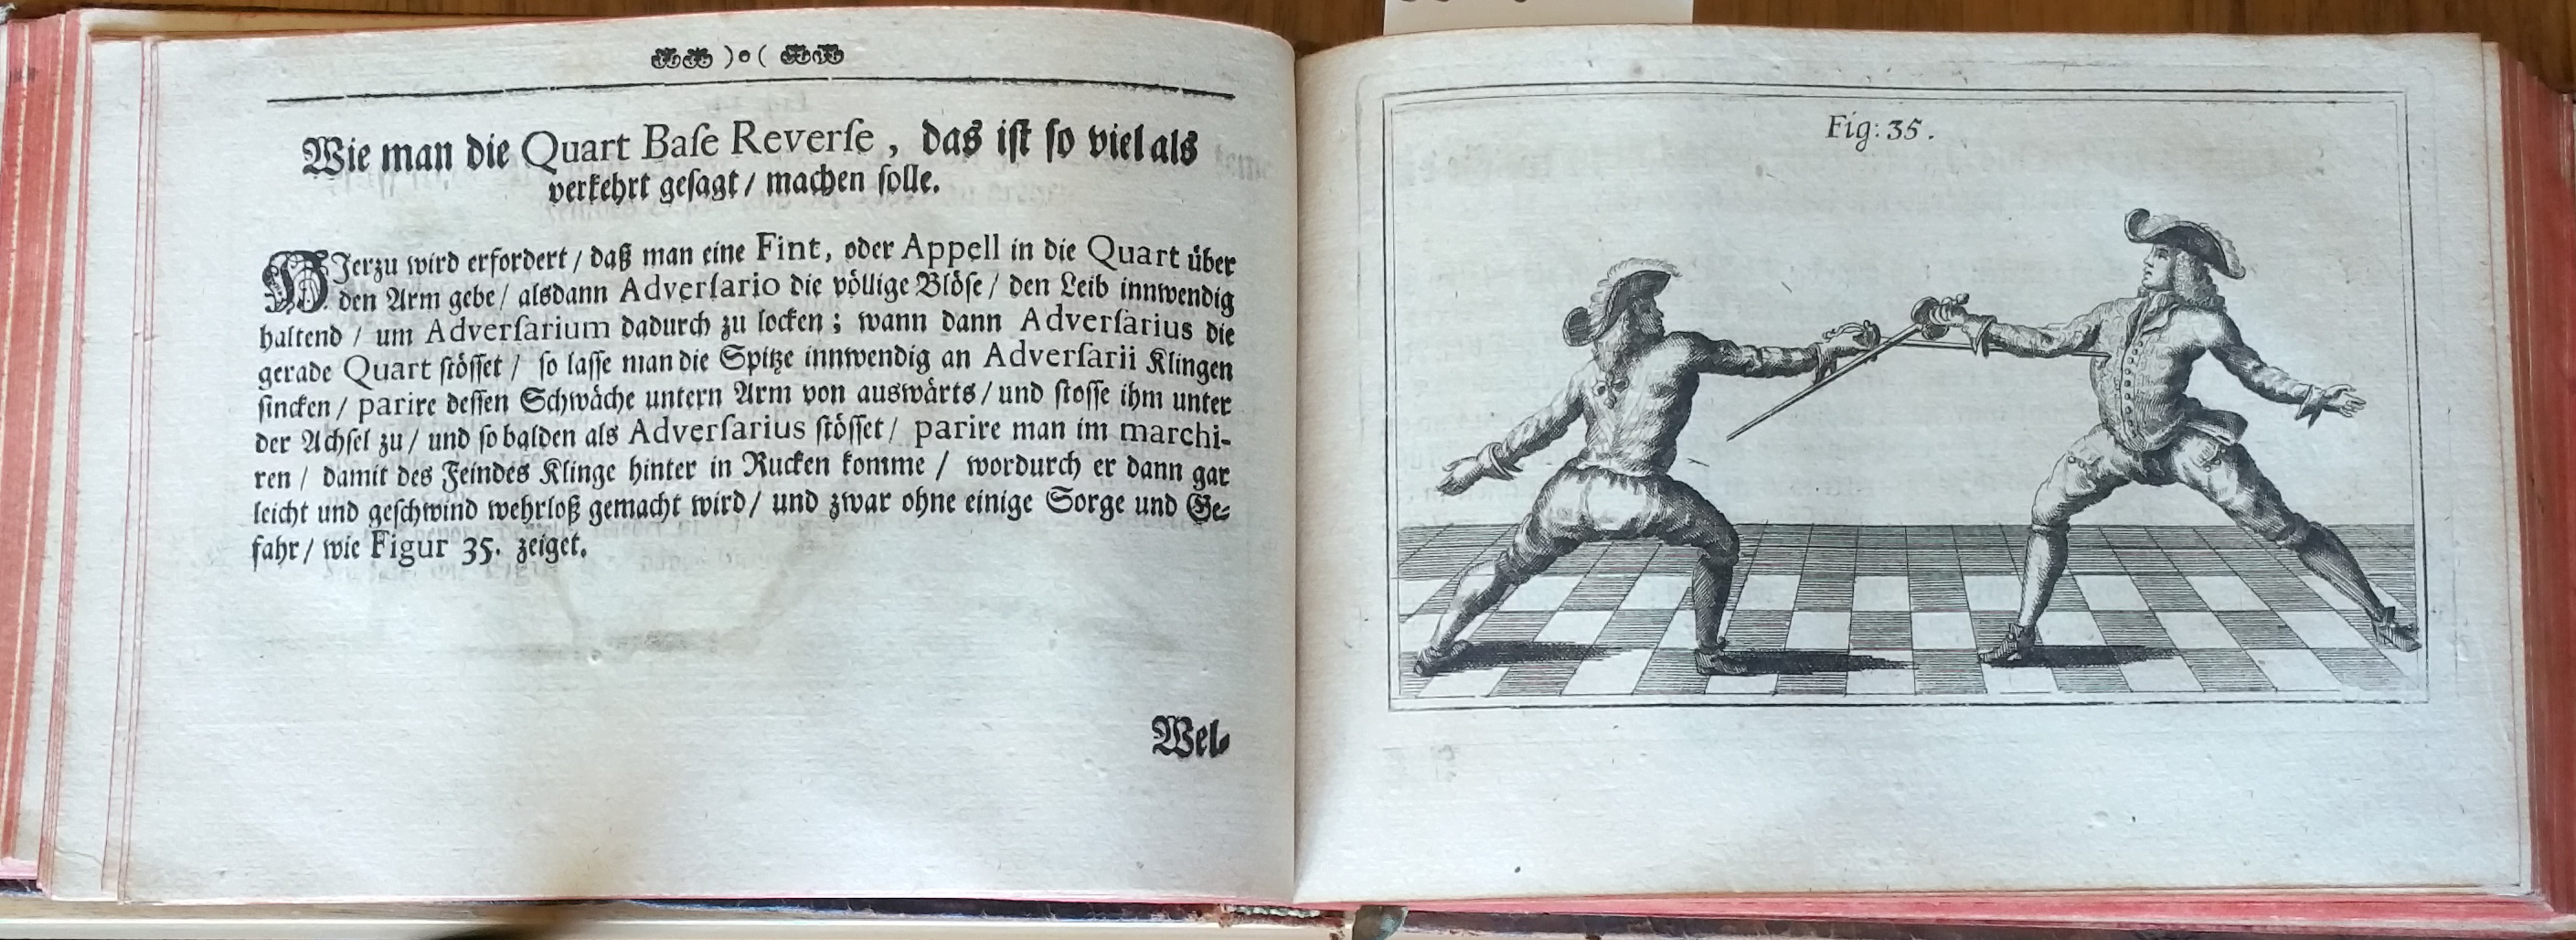 )o(
Wie man die Quart Baſe Reverſe, das iſt ſo viel als
verkehrt geſagt / machen ſolle.
HJerzu wird erfordert / daß man eine Fint, oder Appell in die Quart über
den Arm gebe / alsdann Adverſario die völlige Blöſe / den Leib innwendig
haltend / um Adverſarium dadurch zu locken; wann dann Adverſarius die
gerade Quart ſtöſſet / ſo laſſe man die Spitze innwendig an Adverſarii Klingen
ſincken / parire deſſen Schwäche untern Arm von auswärts / und ſtoſſe ihm unter
der Achſel zu / und ſo balden als Adverſarius ſtöſſet / parire man im marchi-
ren / damit des Feindes Klinge hinter in Rucken komme / wordurch er dann gar
leicht und geſchwind wehrloß gemacht wird / und zwar ohne einige Sorge und Ge-
fahr / wie Figur 35. zeiget.
Wel-
Fig: 35.